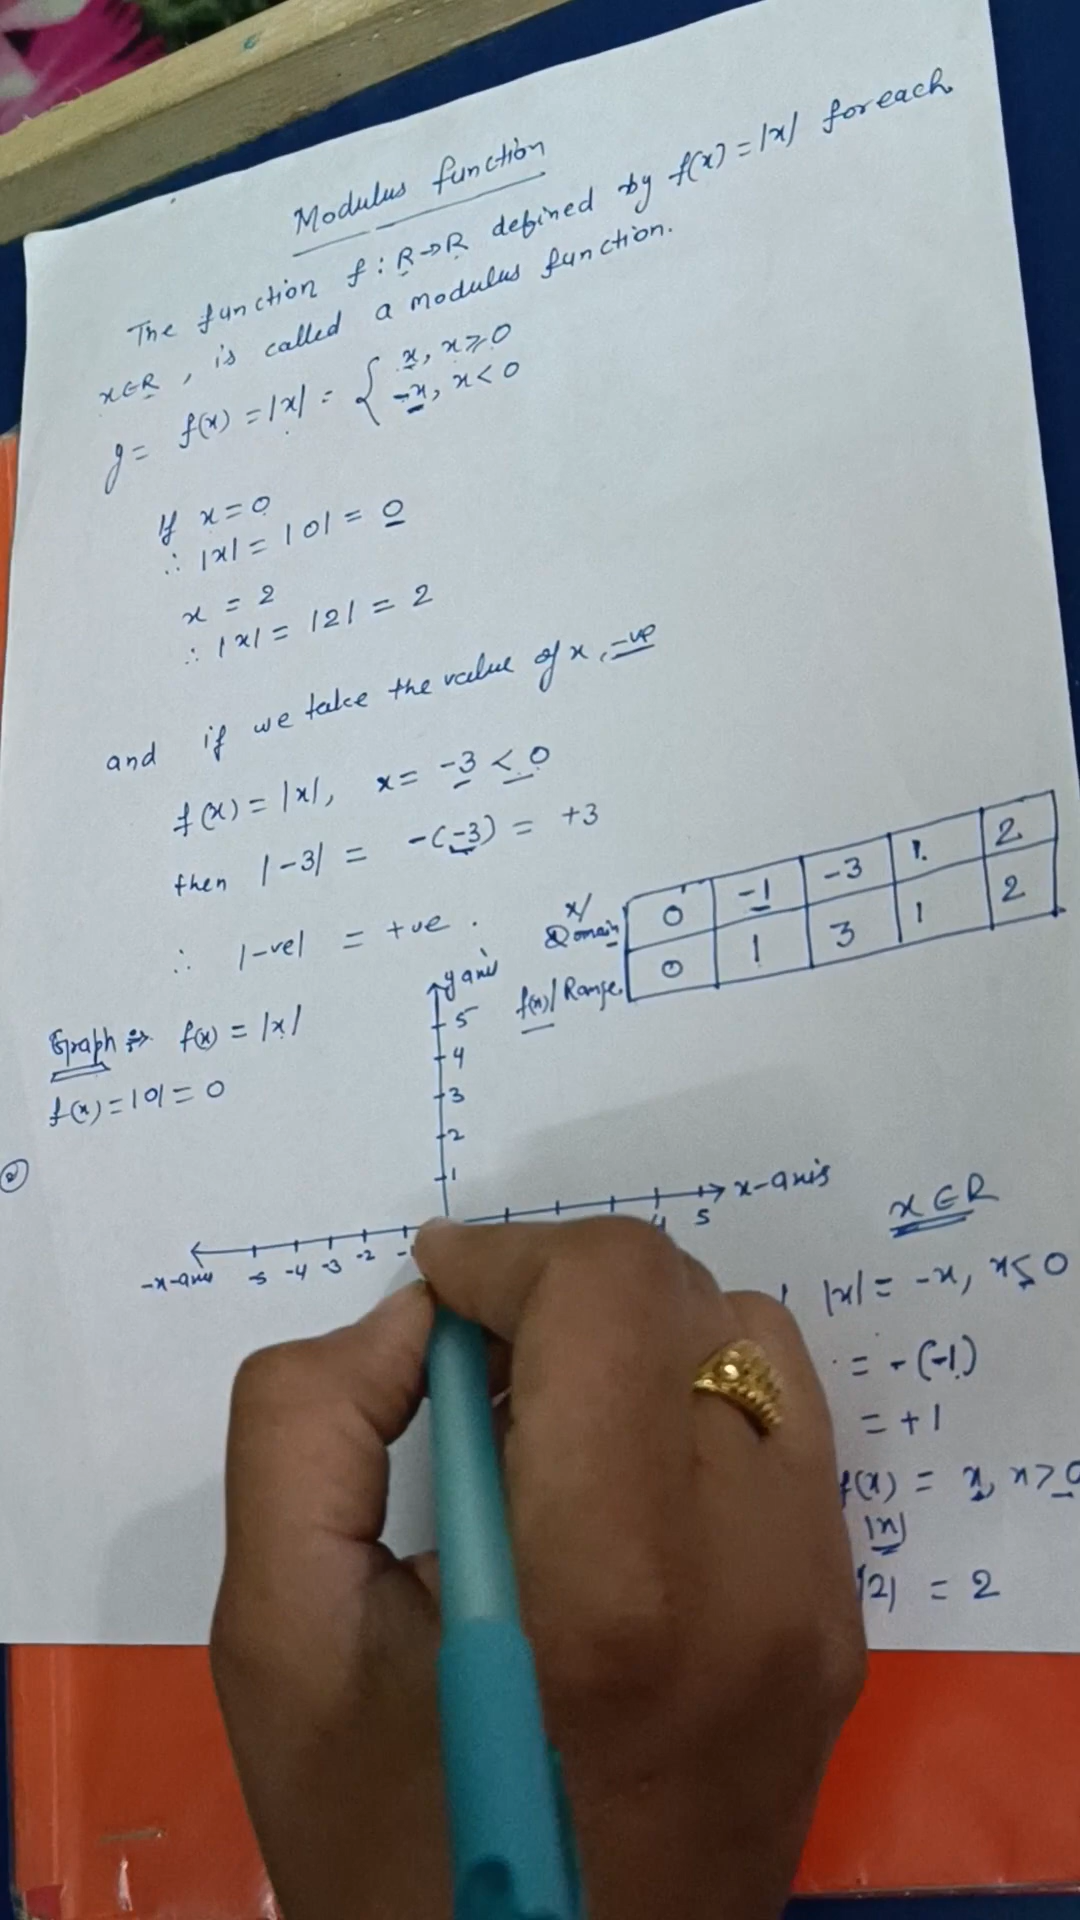 Modulus function
The function f : R→R defined by f(x) = |x| for each
x∈R, is called a modulus function.
y = f(x) = |x| = { x, x ≥ 0
-x, x < 0
If x = 0
∴ |x| = |0| = 0
x = 2
∴ |x| = |2| = 2
and if we take the value of x, -ve
f(x) = |x|, x = -3 < 0
then |-3| = -(-3) = +3
∴ |-ve| = +ve.
x/Domain 0 -1 -3 1 2
f(x)/Range 0 1 3 1 2
Graph ⇒ f(x) = |x|
f(x) = |0| = 0
y axis
5
4
3
2
1
x-axis
-x-axis -5 -4 -3 -2 -1 4 5
x∈R
|x| = -x, x≤0
= -(-1)
= +1
f(x) = x, x<0
|x|
|2| = 2